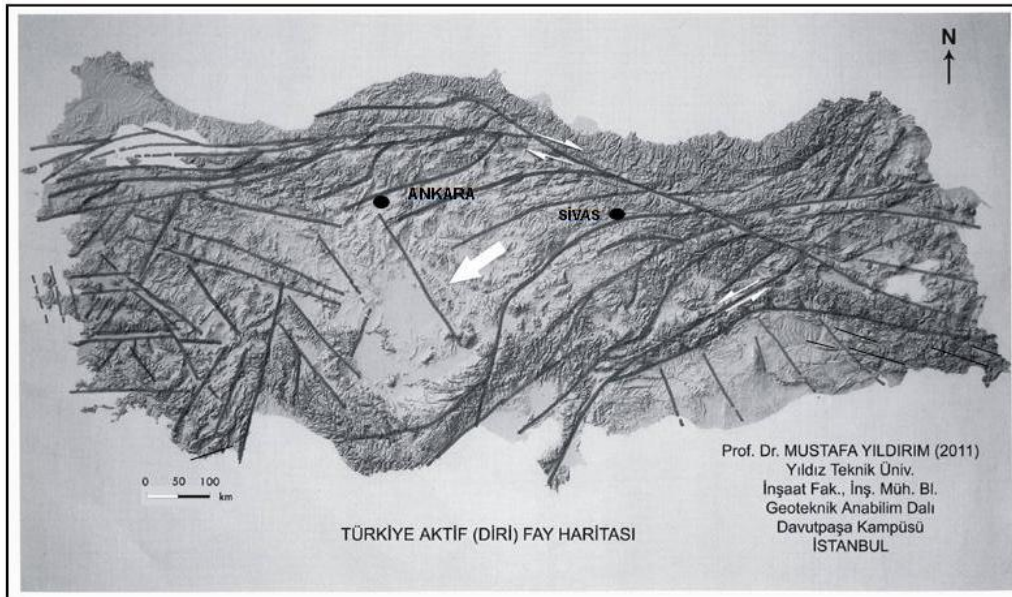 N
ANKARA
SİVAS
Prof. Dr. MUSTAFA YILDIRIM (2011)
Yıldız Teknik Üniv.
İnşaat Fak., İnş. Müh. Bl.
Geoteknik Anabilim Dalı
Davutpaşa Kampüsü
İSTANBUL
0 50 100
km
TÜRKİYE AKTİF (DİRİ) FAY HARİTASI